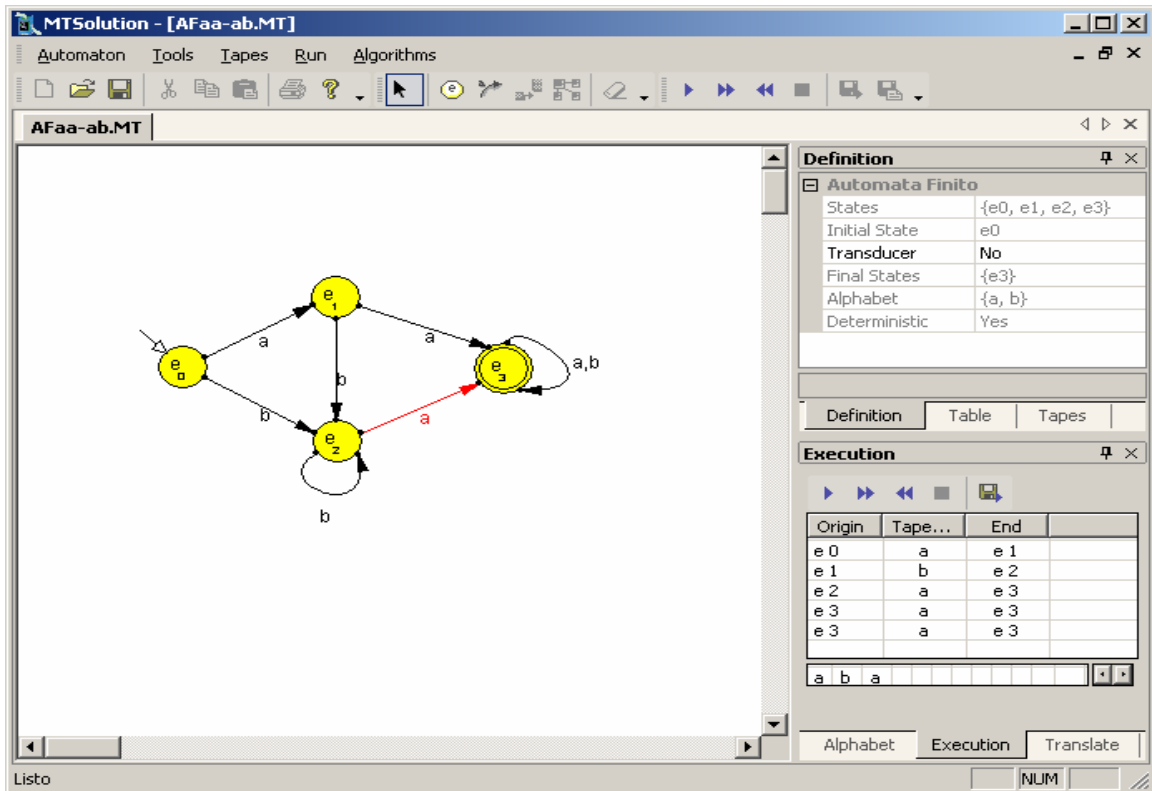 MTSolution - [AFaa-ab.MT]
Automaton Tools Tapes Run Algorithms
AFaa-ab.MT
e1
a
a
e0
e3
a,b
b
b
a
e2
b
Definition
Automata Finito
States {e0, e1, e2, e3}
Initial State e0
Transducer No
Final States {e3}
Alphabet {a, b}
Deterministic Yes
Definition Table Tapes
Execution
Origin Tape... End
e 0 a e 1
e 1 b e 2
e 2 a e 3
e 3 a e 3
e 3 a e 3
a b a
Alphabet Execution Translate
Listo NUM